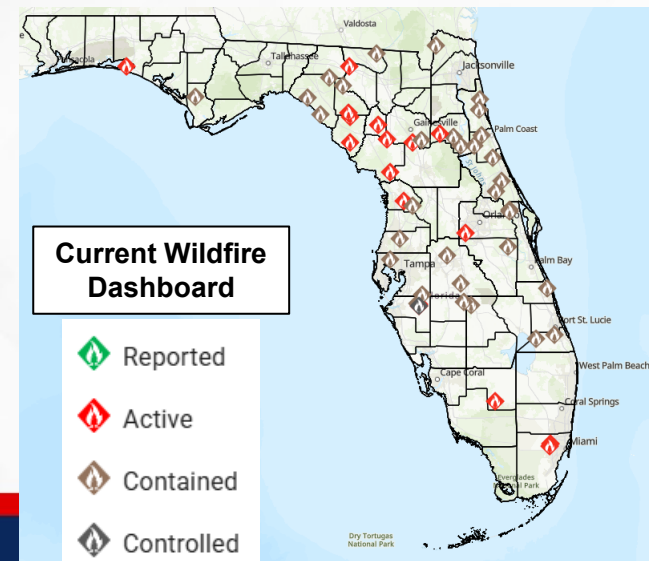 Valdosta
Tallahassee
Jacksonville
Gainesville
Palm Coast
Orlando
Tampa
Palm Bay
Port St. Lucie
West Palm Beach
Cape Coral
Coral Springs
Miami
Everglades
National Park
Dry Tortugas
National Park
Current Wildfire
Dashboard
Reported
Active
Contained
Controlled